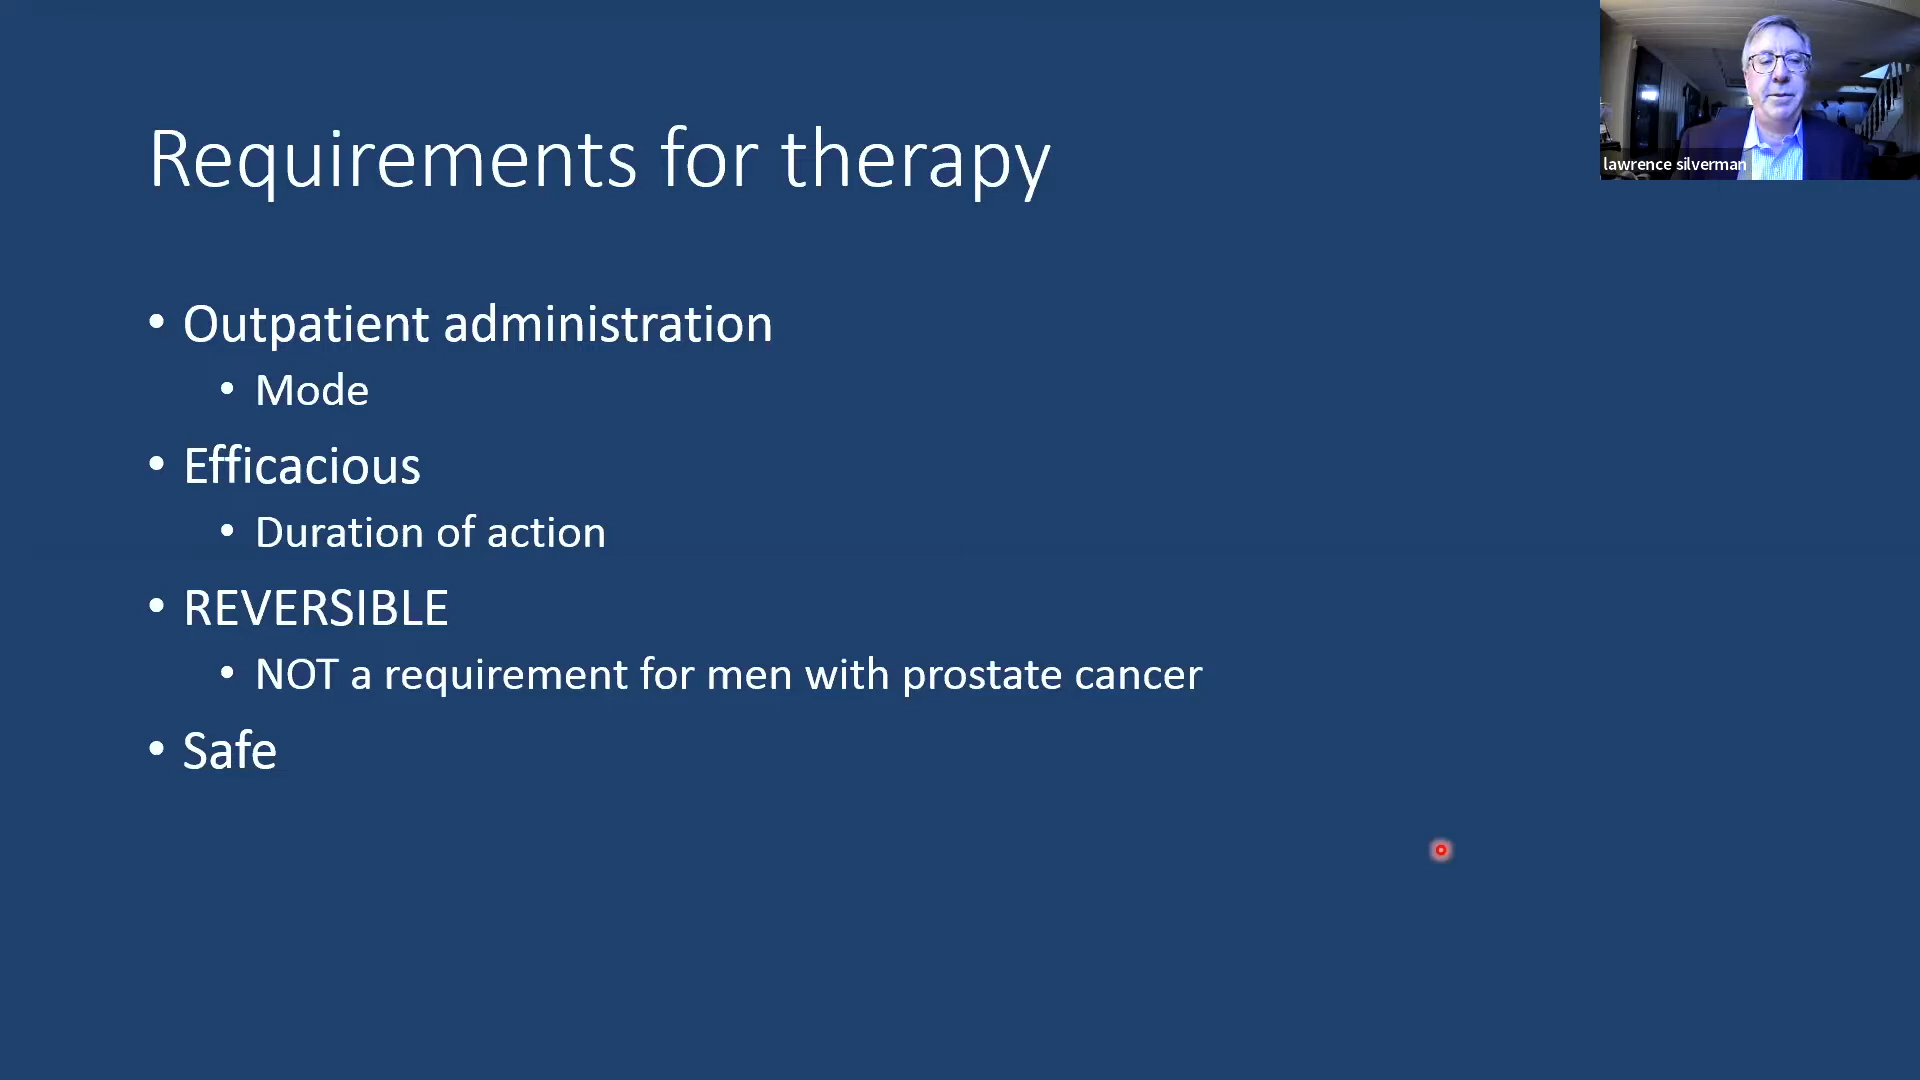 Requirements for therapy
lawrence silverman
• Outpatient administration
• Mode
• Efficacious
• Duration of action
• REVERSIBLE
• NOT a requirement for men with prostate cancer
• Safe